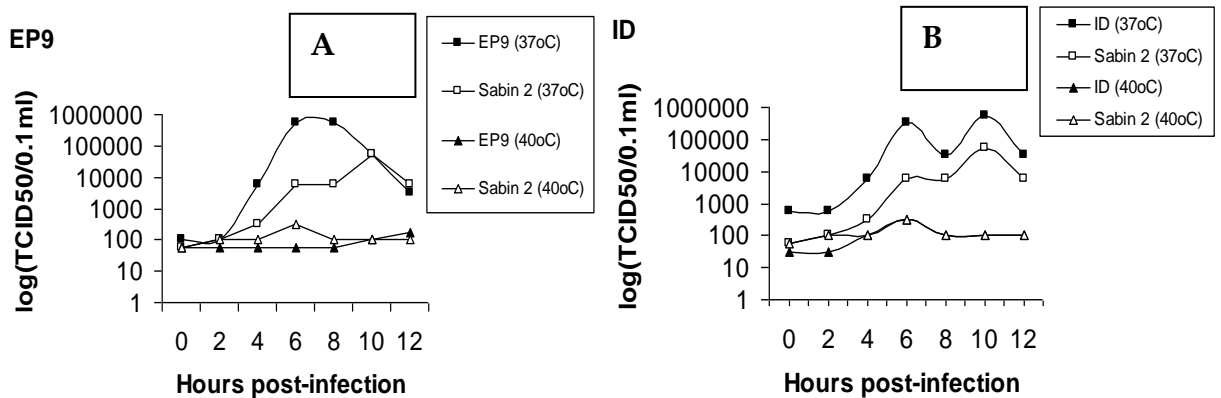 EP9
A
EP9 (37oC)
Sabin 2 (37oC)
EP9 (40oC)
Sabin 2 (40oC)
log(TCID50/0.1ml)
1000000
100000
10000
1000
100
10
1
0 2 4 6 8 10 12
Hours post-infection
ID
B
ID (37oC)
Sabin 2 (37oC)
ID (40oC)
Sabin 2 (40oC)
log(TCID50/0.1ml)
1000000
100000
10000
1000
100
10
1
0 2 4 6 8 10 12
Hours post-infection